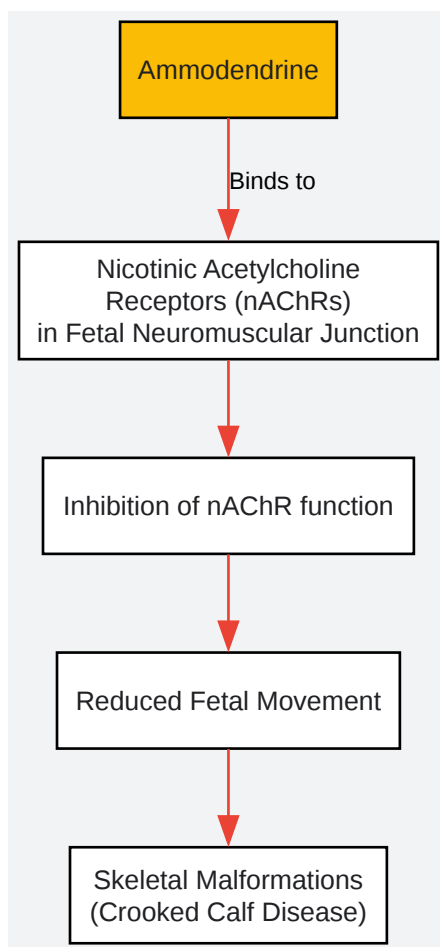 Ammodendrine
Binds to
Nicotinic Acetylcholine
Receptors (nAChRs)
in Fetal Neuromuscular Junction
Inhibition of nAChR function
Reduced Fetal Movement
Skeletal Malformations
(Crooked Calf Disease)